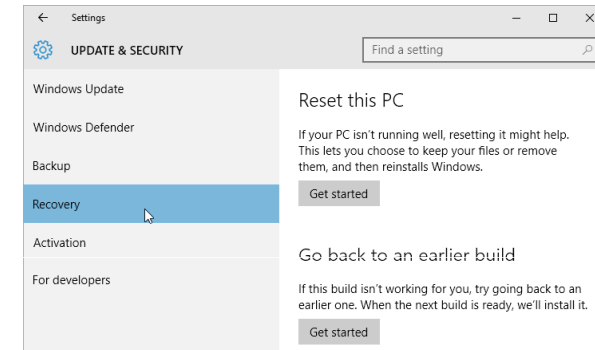 Settings
UPDATE & SECURITY
Find a setting
Windows Update
Windows Defender
Backup
Recovery
Activation
For developers
Reset this PC
If your PC isn't running well, resetting it might help.
This lets you choose to keep your files or remove
them, and then reinstalls Windows.
Get started
Go back to an earlier build
If this build isn't working for you, try going back to an
earlier one. When the next build is ready, we'll install it.
Get started